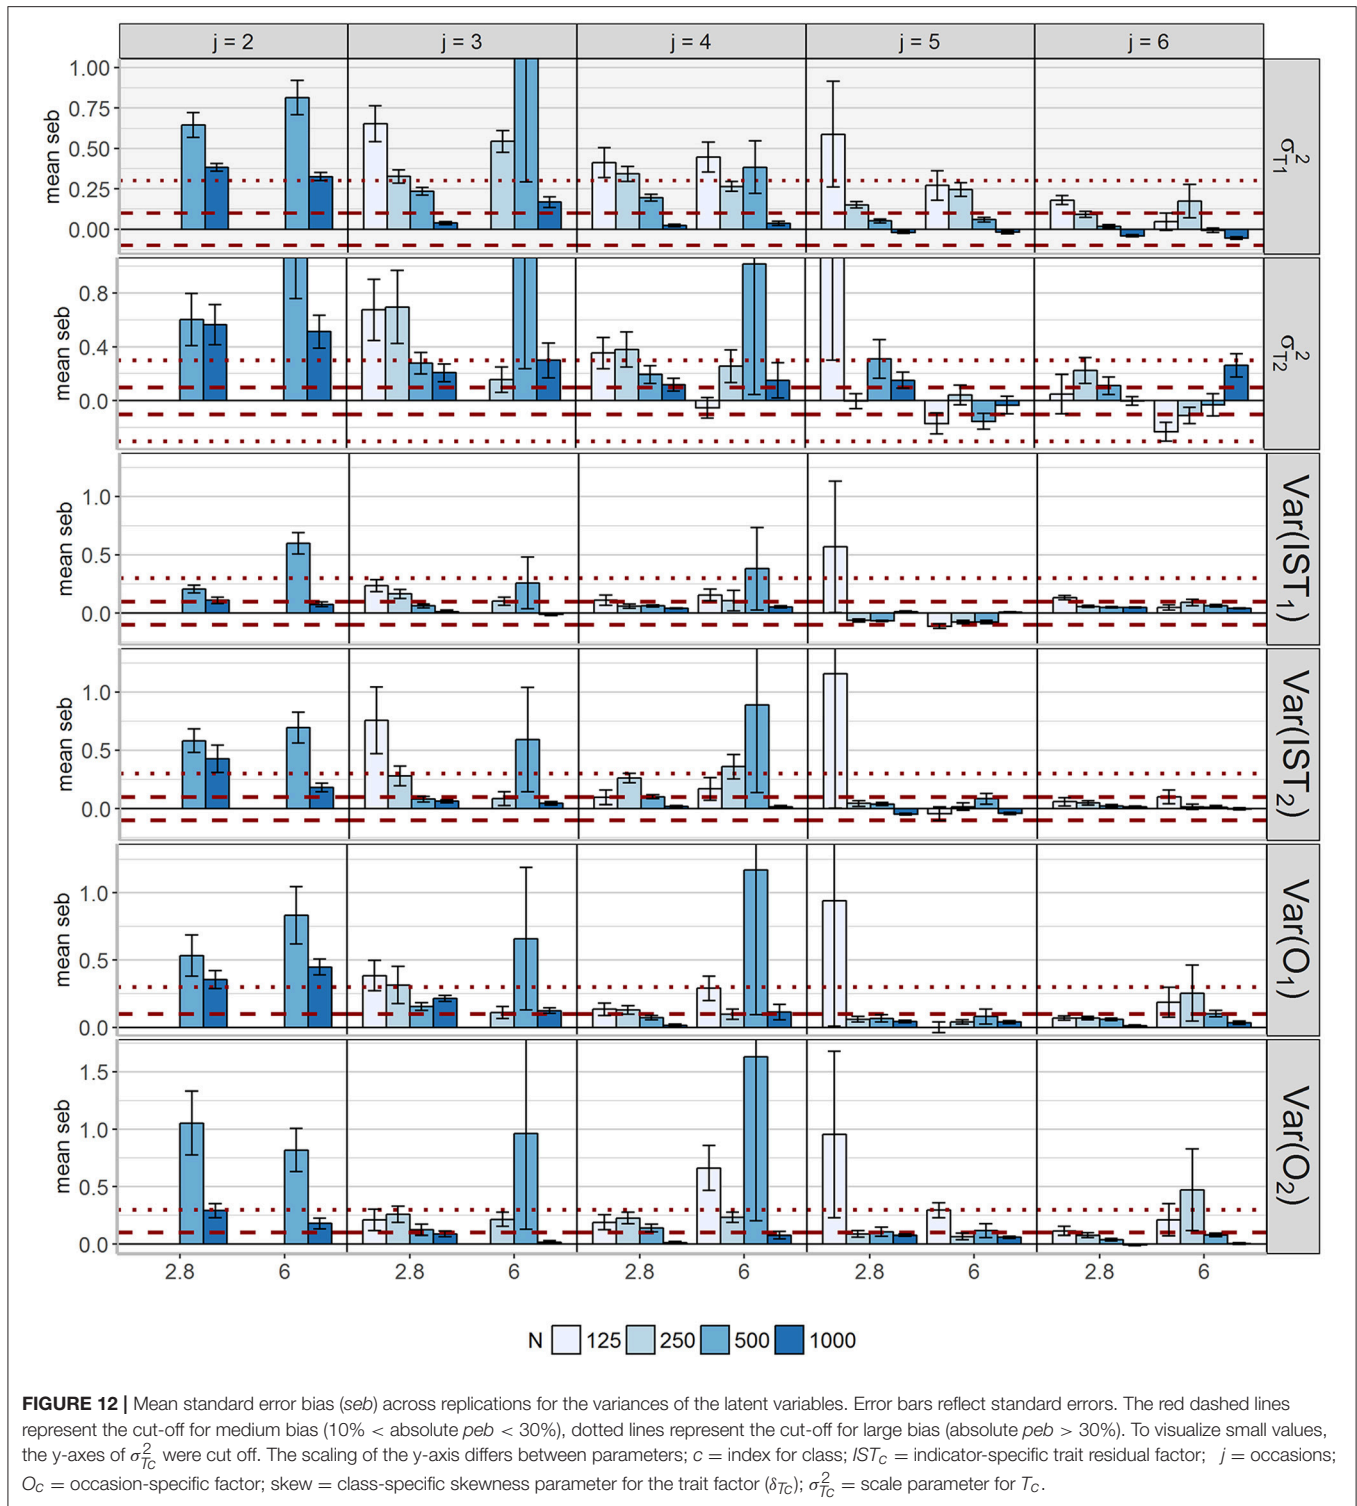 j = 2 j = 3 j = 4 j = 5 j = 6
1.00
0.75
0.50
0.25
0.00
mean seb
σ²T1
0.8
0.4
0.0
mean seb
σ²T2
1.0
0.5
0.0
mean seb
Var(IST₁)
1.0
0.5
0.0
mean seb
Var(IST₂)
1.0
0.5
0.0
mean seb
Var(O₁)
1.5
1.0
0.5
0.0
mean seb
Var(O₂)
2.8 6 2.8 6 2.8 6 2.8 6 2.8 6
N 125 250 500 1000
FIGURE 12 | Mean standard error bias (seb) across replications for the variances of the latent variables. Error bars reflect standard errors. The red dashed lines
represent the cut-off for medium bias (10% < absolute peb < 30%), dotted lines represent the cut-off for large bias (absolute peb > 30%). To visualize small values,
the y-axes of σ²Tc were cut off. The scaling of the y-axis differs between parameters; c = index for class; ISTc = indicator-specific trait residual factor; j = occasions;
Oc = occasion-specific factor; skew = class-specific skewness parameter for the trait factor (δTc); σ²Tc = scale parameter for Tc.